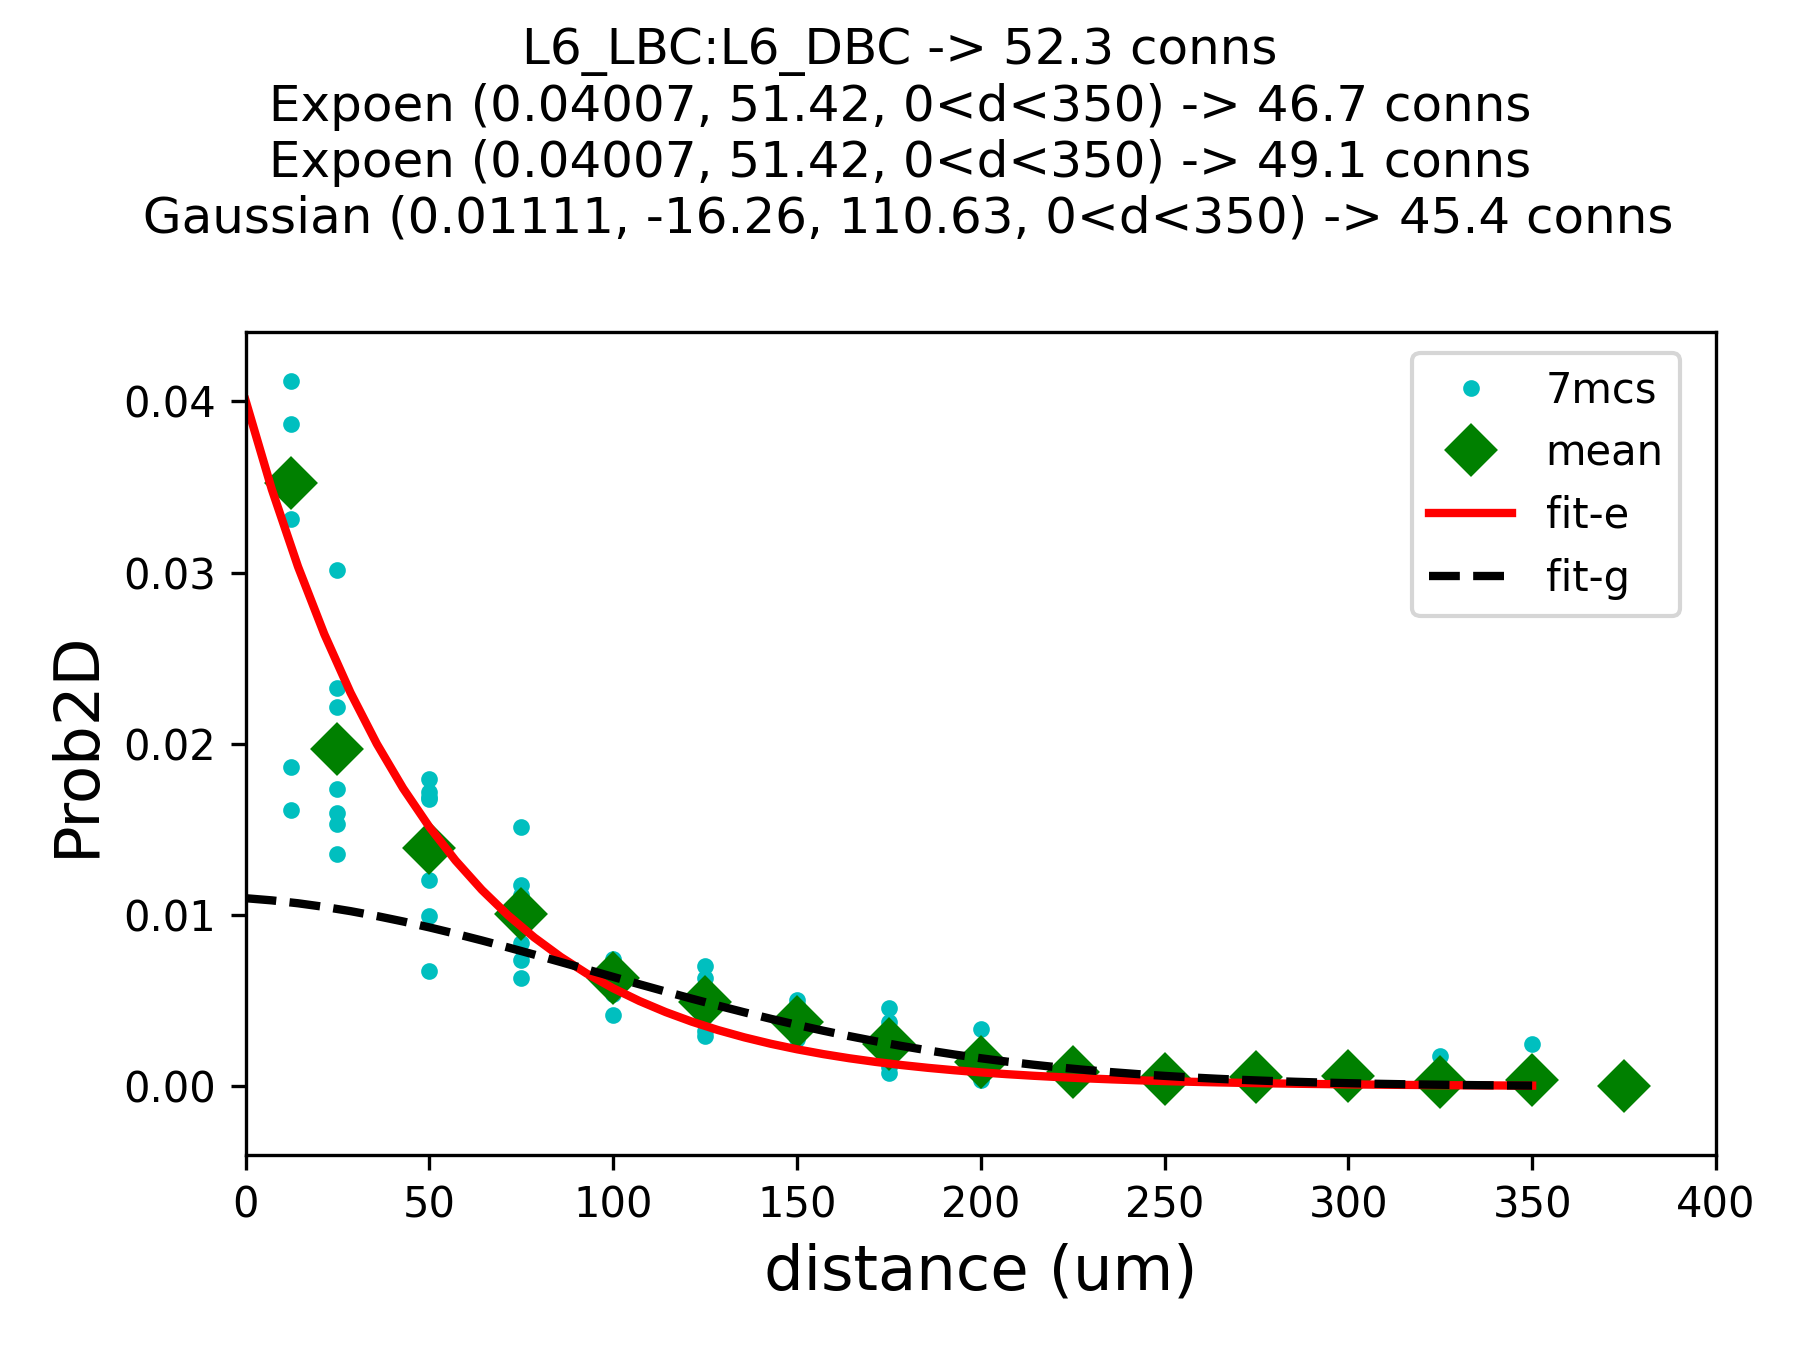 L6_LBC:L6_DBC -> 52.3 conns
Expoen (0.04007, 51.42, 0<d<350) -> 46.7 conns
Expoen (0.04007, 51.42, 0<d<350) -> 49.1 conns
Gaussian (0.01111, -16.26, 110.63, 0<d<350) -> 45.4 conns
7mcs
mean
fit-e
fit-g
Prob2D
0.04
0.03
0.02
0.01
0.00
0 50 100 150 200 250 300 350 400
distance (um)